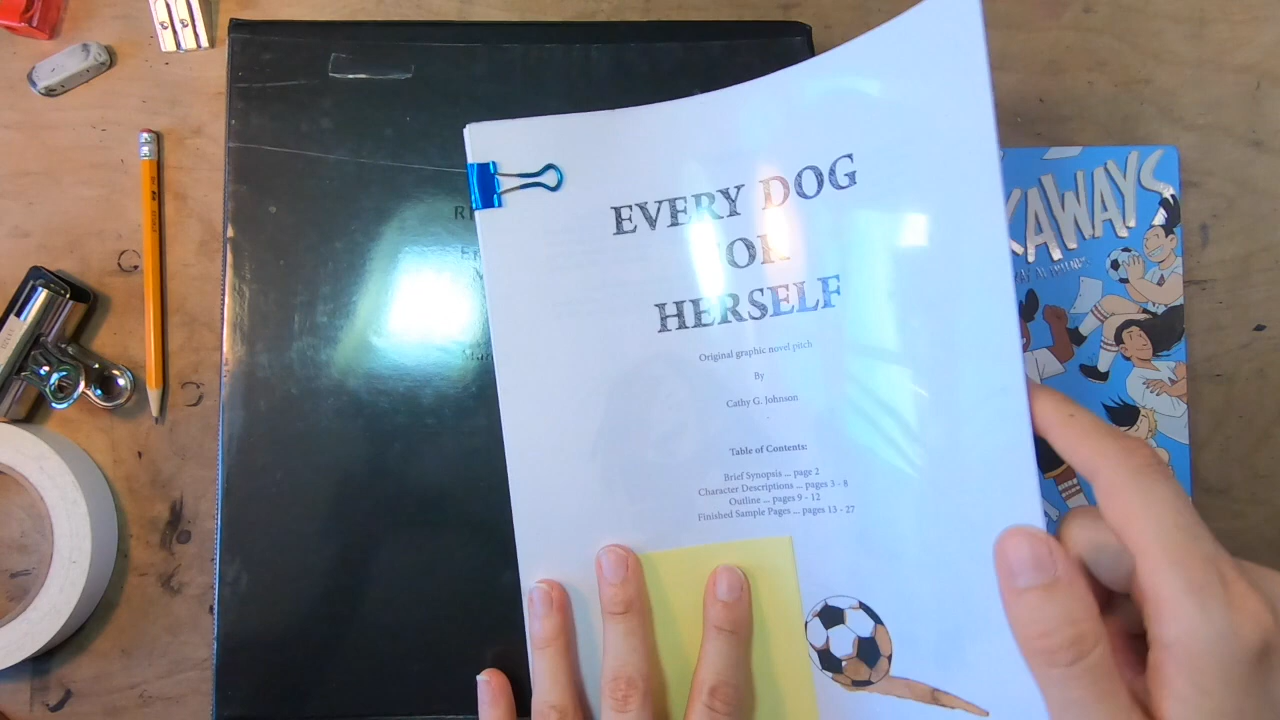 EVERY DOG
FOR
HERSELF
Original graphic novel pitch
By
Cathy G. Johnson
Table of Contents:
Brief Synopsis ... page 2
Character Descriptions ... pages 3 - 8
Outline ... pages 9 - 12
Finished Sample Pages ... pages 13 - 27
KAWAYS